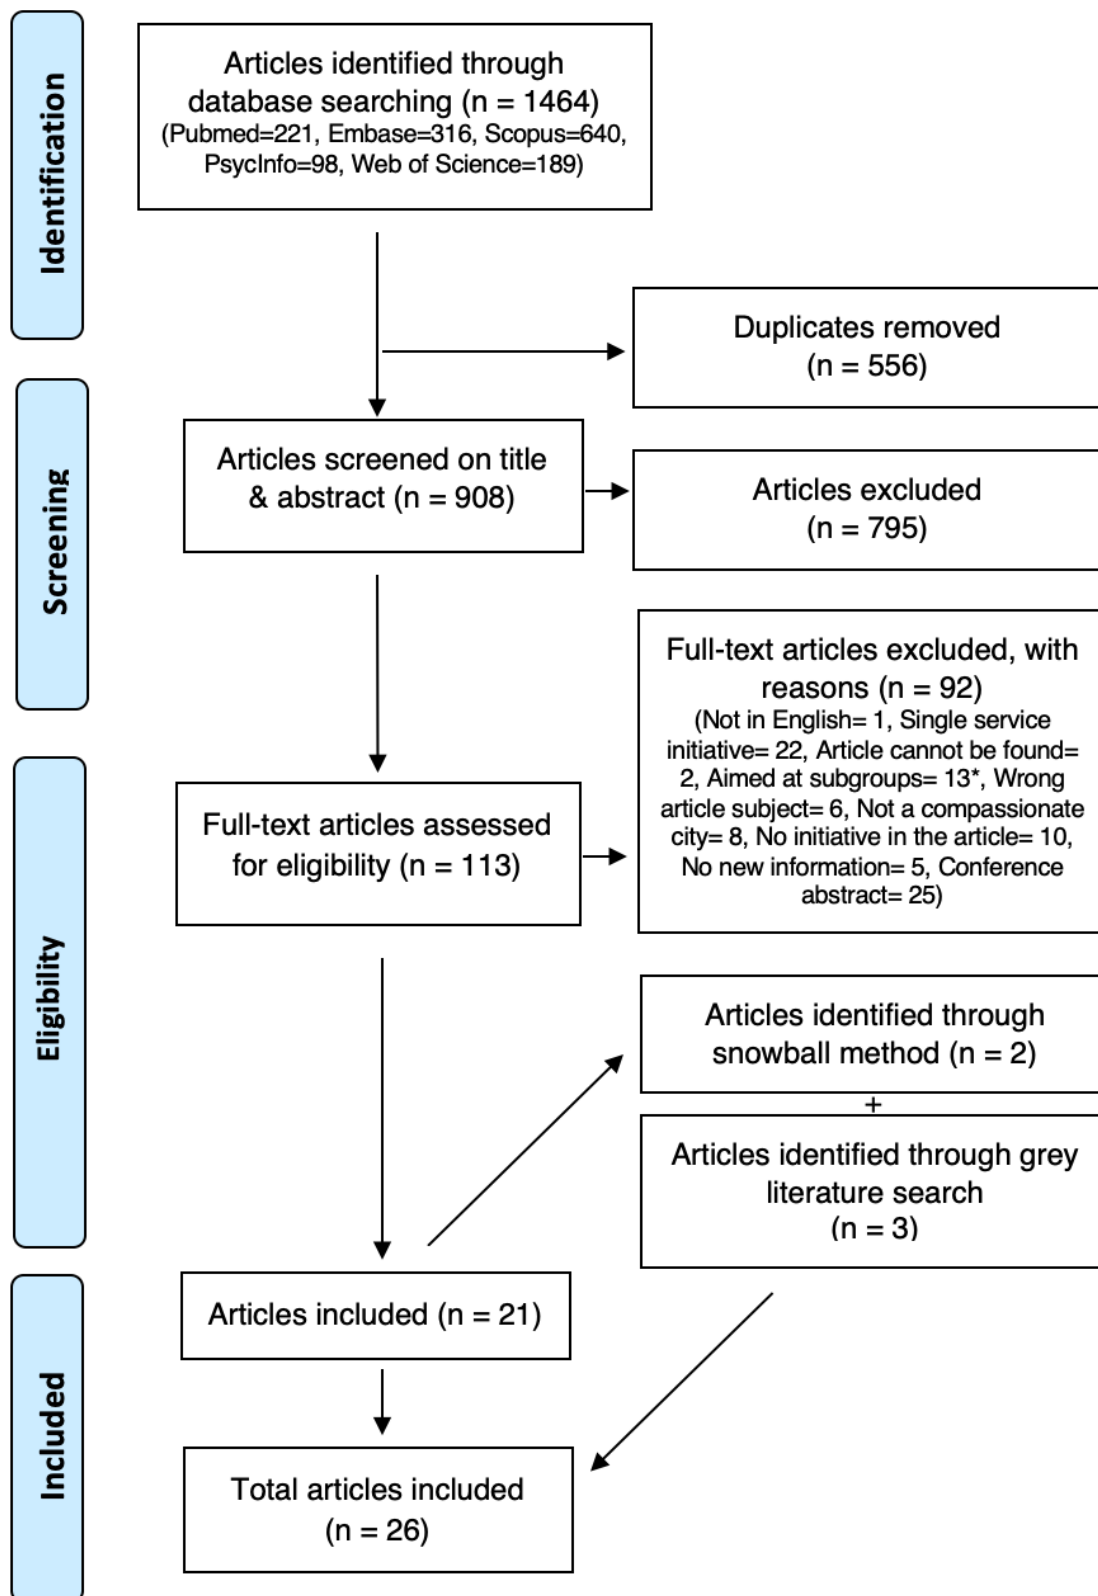 Identification
Articles identified through
database searching (n = 1464)
(Pubmed=221, Embase=316, Scopus=640,
PsycInfo=98, Web of Science=189)
Duplicates removed
(n = 556)
Screening
Articles screened on title
& abstract (n = 908)
Articles excluded
(n = 795)
Full-text articles excluded, with
reasons (n = 92)
(Not in English= 1, Single service
initiative= 22, Article cannot be found=
2, Aimed at subgroups= 13*, Wrong
article subject= 6, Not a compassionate
city= 8, No initiative in the article= 10,
No new information= 5, Conference
abstract= 25)
Eligibility
Full-text articles assessed
for eligibility (n = 113)
Articles identified through
snowball method (n = 2)
+
Articles identified through grey
literature search
(n = 3)
Included
Articles included (n = 21)
Total articles included
(n = 26)